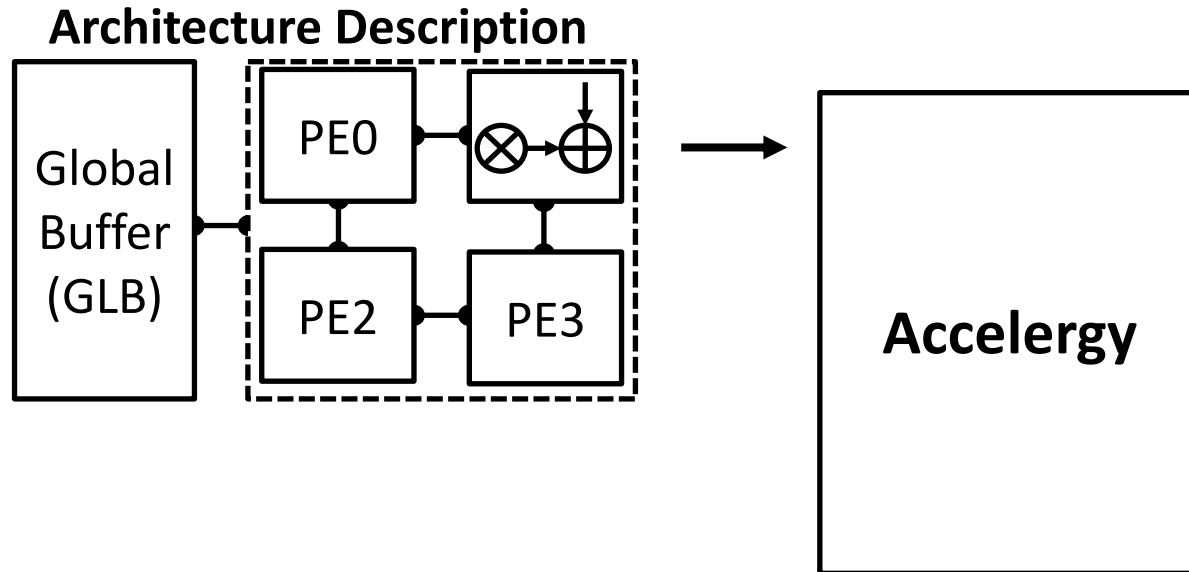 Architecture Description
Global
Buffer
(GLB)
PE0
PE2
PE3
Accelergy